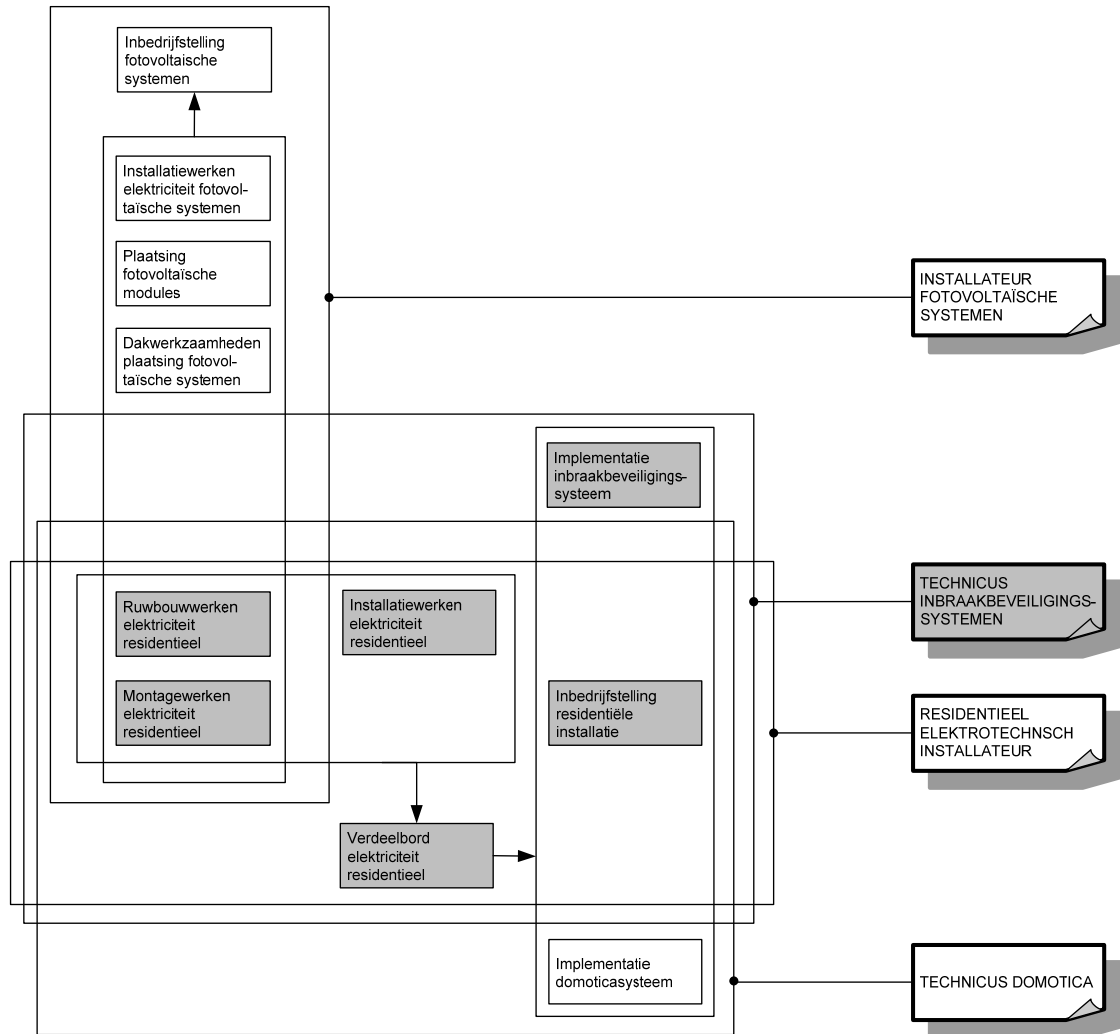 Inbedrijfstelling
fotovoltaische
systemen
Installatiewerken
elektriciteit fotovol-
taïsche systemen
Plaatsing
fotovoltaïsche
modules
Dakwerkzaamheden
plaatsing fotovol-
taïsche systemen
INSTALLATEUR
FOTOVOLTAÏSCHE
SYSTEMEN
Implementatie
inbraakbeveiligings-
systeem
Ruwbouwwerken
elektriciteit
residentieel
Installatiewerken
elektriciteit
residentieel
TECHNICUS
INBRAAKBEVEILIGINGS-
SYSTEMEN
Montagewerken
elektriciteit
residentieel
Inbedrijfstelling
residentiële
installatie
RESIDENTIEEL
ELEKTROTECHNSCH
INSTALLATEUR
Verdeelbord
elektriciteit
residentieel
Implementatie
domoticasysteem
TECHNICUS DOMOTICA